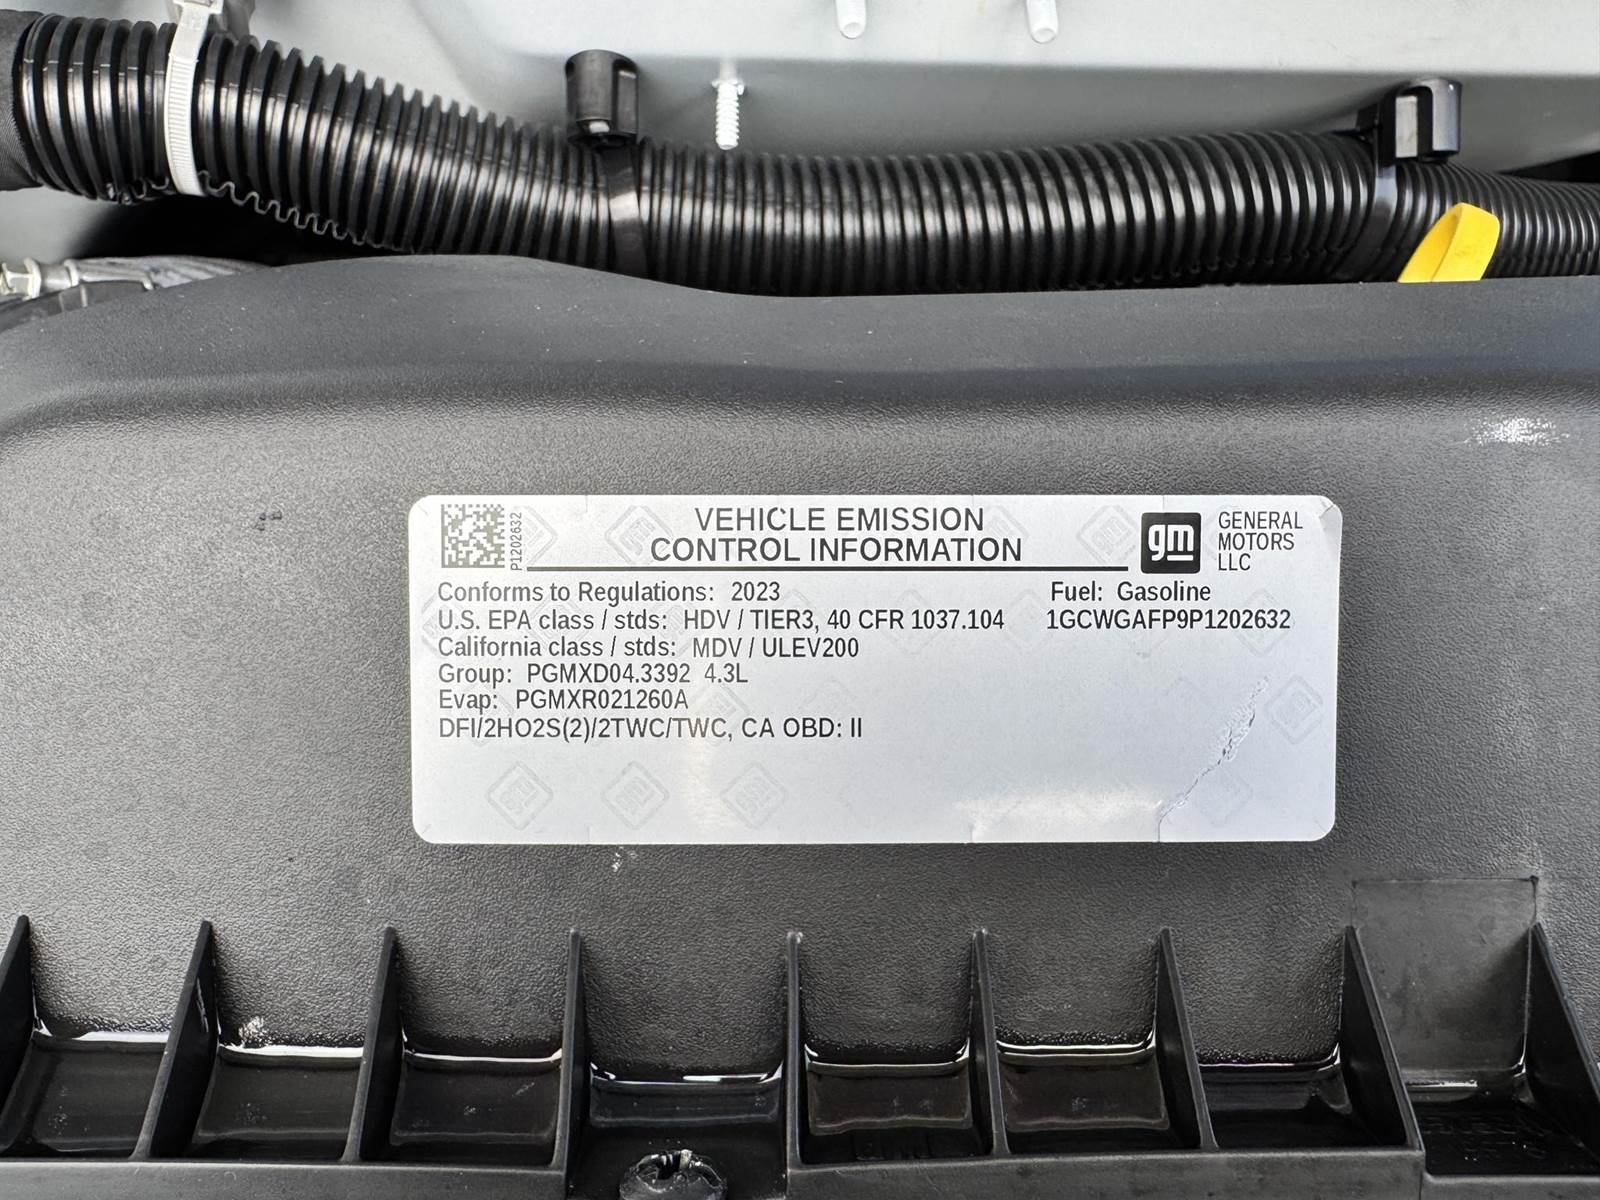 P1202632
VEHICLE EMISSION
CONTROL INFORMATION
gm
GENERAL
MOTORS
LLC
Conforms to Regulations: 2023
Fuel: Gasoline
U.S. EPA class / stds: HDV / TIER3, 40 CFR 1037.104
1GCWGAFP9P1202632
California class / stds: MDV / ULEV200
Group: PGMXD04.3392 4.3L
Evap: PGMXR021260A
DFI/2HO2S(2)/2TWC/TWC, CA OBD: II